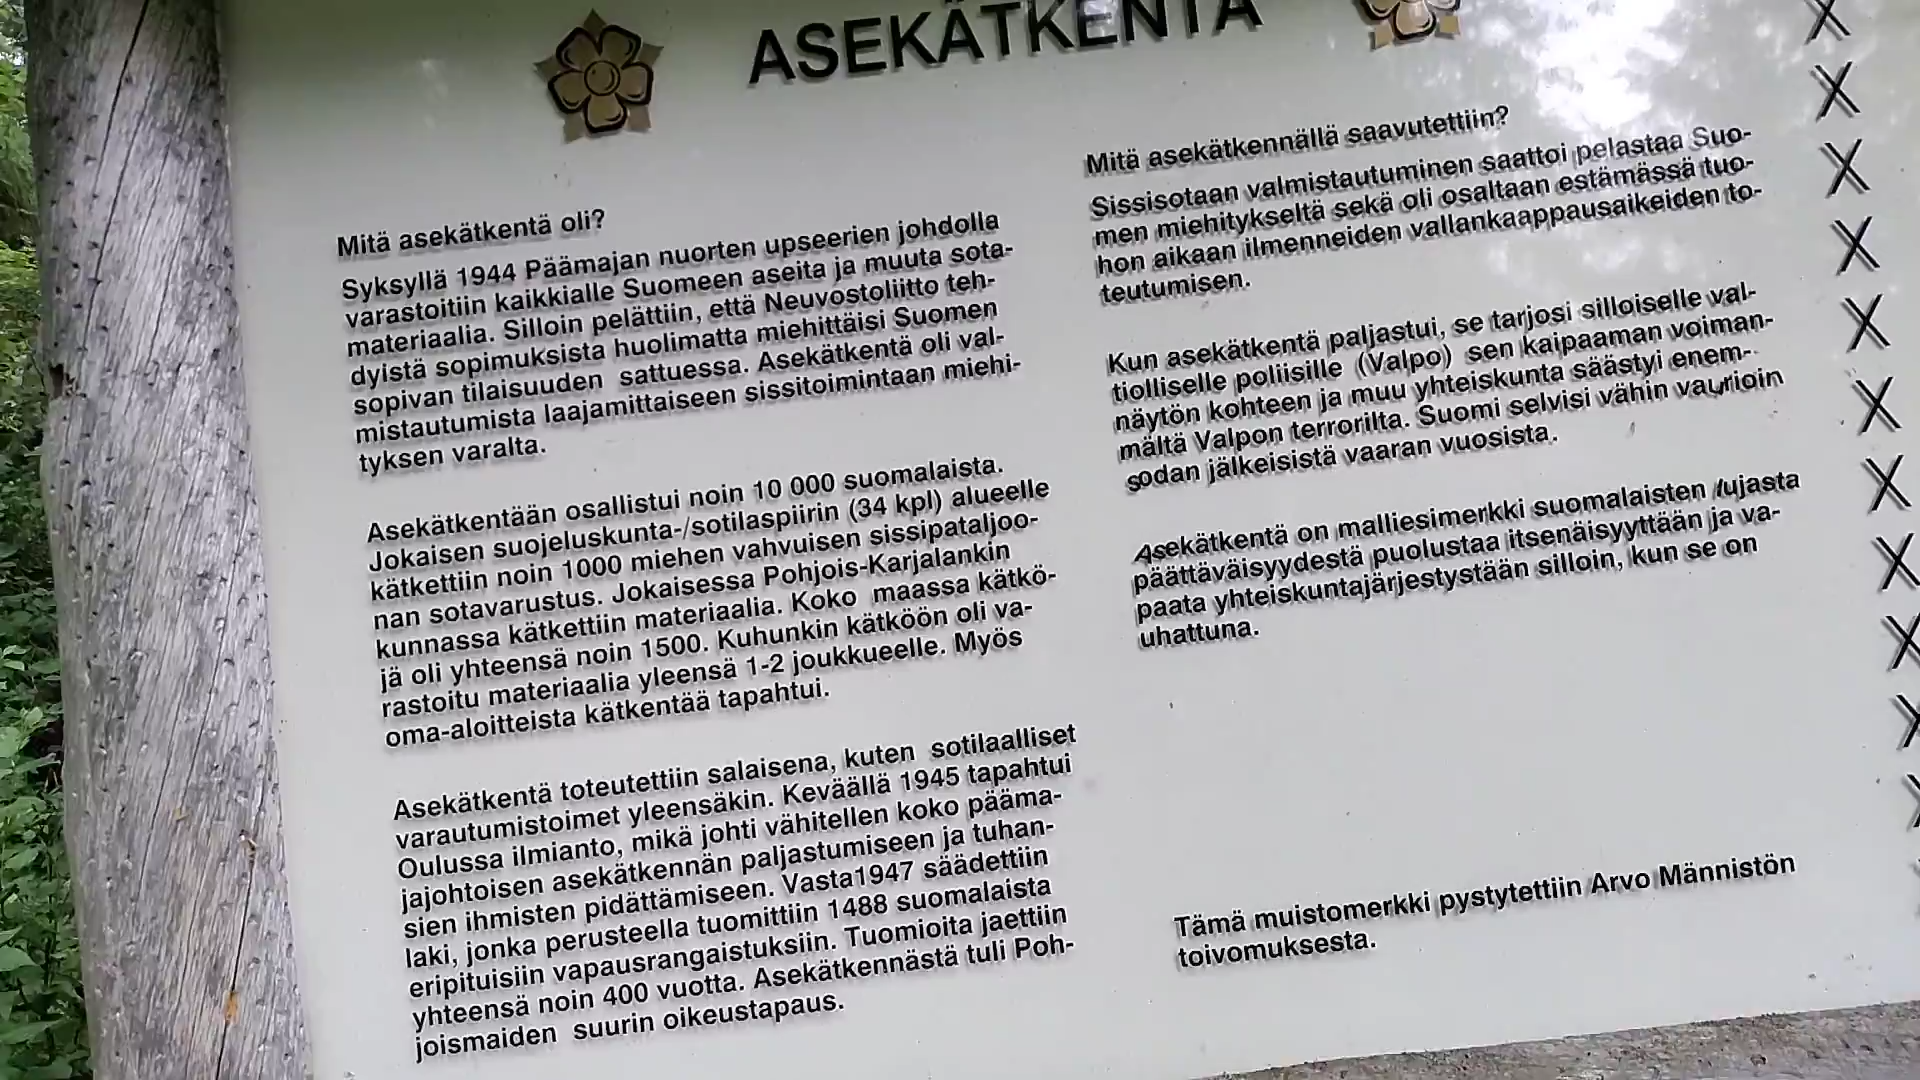 ASEKÄTKENTÄ
Mitä asekätkentä oli?
Syksyllä 1944 Päämajan nuorten upseerien johdolla
varastoitiin kaikkialle Suomeen aseita ja muuta sota-
materiaalia. Silloin pelättiin, että Neuvostoliitto teh-
dyistä sopimuksista huolimatta miehittäisi Suomen
sopivan tilaisuuden sattuessa. Asekätkentä oli val-
mistautumista laajamittaiseen sissitoimintaan miehi-
tyksen varalta.
Asekätkentään osallistui noin 10 000 suomalaista.
Jokaisen suojeluskunta-/sotilaspiirin (34 kpl) alueelle
kätkettiin noin 1000 miehen vahvuisen sissipataljoo-
nan sotavarustus. Jokaisessa Pohjois-Karjalankin
kunnassa kätkettiin materiaalia. Koko maassa kätkö-
jä oli yhteensä noin 1500. Kuhunkin kätköön oli va-
rastoitu materiaalia yleensä 1-2 joukkueelle. Myös
oma-aloitteista kätkentää tapahtui.
Asekätkentä toteutettiin salaisena, kuten sotilaalliset
varautumistoimet yleensäkin. Keväällä 1945 tapahtui
Oulussa ilmianto, mikä johti vähitellen koko pääma-
jajohtoisen asekätkennän paljastumiseen ja tuhan-
sien ihmisten pidättämiseen. Vasta1947 säädettiin
laki, jonka perusteella tuomittiin 1488 suomalaista
eripituisiin vapausrangaistuksiin. Tuomioita jaettiin
yhteensä noin 400 vuotta. Asekätkennästä tuli Poh-
joismaiden suurin oikeustapaus.
Mitä asekätkennällä saavutettiin?
Sissisotaan valmistautuminen saattoi pelastaa Suo-
men miehitykseltä sekä oli osaltaan estämässä tuo-
hon aikaan ilmenneiden vallankaappausaikeiden to-
teutumisen.
Kun asekätkentä paljastui, se tarjosi silloiselle val-
tiolliselle poliisille (Valpo) sen kaipaaman voiman-
näytön kohteen ja muu yhteiskunta säästyi enem-
mältä Valpon terrorilta. Suomi selvisi vähin vaurioin
sodan jälkeisistä vaaran vuosista.
Asekätkentä on malliesimerkki suomalaisten lujasta
päättäväisyydestä puolustaa itsenäisyyttään ja va-
paata yhteiskuntajärjestystään silloin, kun se on
uhattuna.
Tämä muistomerkki pystytettiin Arvo Männistön
toivomuksesta.